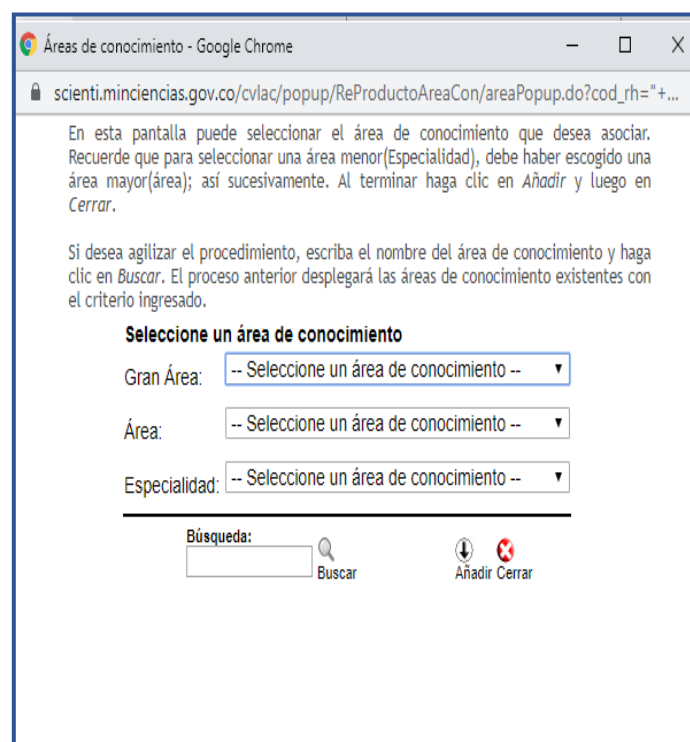 Áreas de conocimiento - Google Chrome
scienti.minciencias.gov.co/cvlac/popup/ReProductoAreaCon/areaPopup.do?cod_rh="+...
En esta pantalla puede seleccionar el área de conocimiento que desea asociar.
Recuerde que para seleccionar una área menor(Especialidad), debe haber escogido una
área mayor(área); así sucesivamente. Al terminar haga clic en Añadir y luego en
Cerrar.
Si desea agilizar el procedimiento, escriba el nombre del área de conocimiento y haga
clic en Buscar. El proceso anterior desplegará las áreas de conocimiento existentes con
el criterio ingresado.
Seleccione un área de conocimiento
Gran Área: -- Seleccione un área de conocimiento --
Área: -- Seleccione un área de conocimiento --
Especialidad: -- Seleccione un área de conocimiento --
Búsqueda:
Buscar Añadir Cerrar